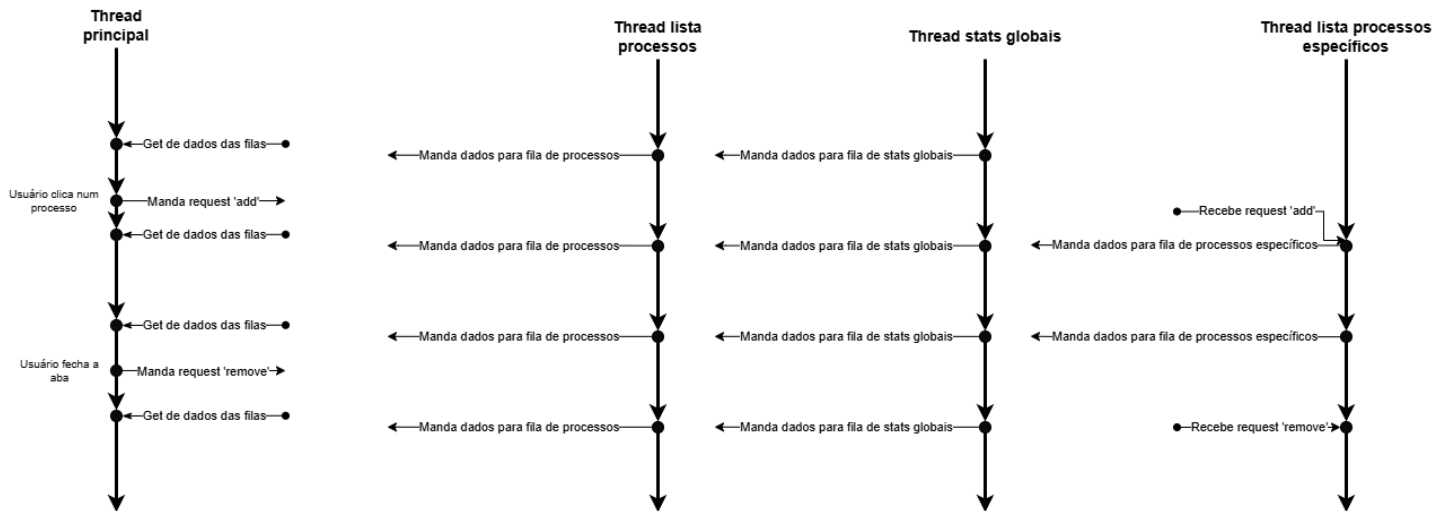 Thread
principal
Thread lista
processos
Thread stats globais
Thread lista processos
específicos
Get de dados das filas
Manda dados para fila de processos
Manda dados para fila de stats globais
Usuário clica num
processo
Manda request 'add'
Recebe request 'add'
Get de dados das filas
Manda dados para fila de processos
Manda dados para fila de stats globais
Manda dados para fila de processos específicos
Get de dados das filas
Manda dados para fila de processos
Manda dados para fila de stats globais
Manda dados para fila de processos específicos
Usuário fecha a
aba
Manda request 'remove'
Get de dados das filas
Manda dados para fila de processos
Manda dados para fila de stats globais
Recebe request 'remove'